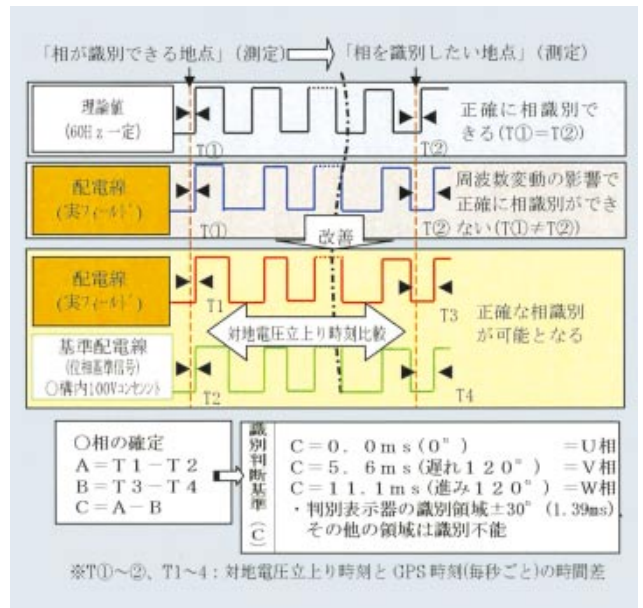 「相が識別できる地点」(測定) 「相を識別したい地点」(測定)
理論値
(60Hz一定)
T①
T②
正確に相識別で
きる(T①=T②)
配電線
(実フィールド)
T①
T②
周波数変動の影響で
正確に相識別ができ
ない(T①≠T②)
改善
配電線
(実フィールド)
T1
T3
正確な相識別
が可能となる
対地電圧立上り時刻比較
基準配電線
(位相基準信号)
○構内100Vコンセント
T2
T4
○相の確定
A=T1-T2
B=T3-T4
C=A-B
識別判断基準(C)
C=0.0ms(0°) =U相
C=5.6ms(遅れ120°) =V相
C=11.1ms(進み120°) =W相
・判別表示器の識別領域±30°(1.39ms)
その他の領域は識別不能
※T①~②、T1~4:対地電圧立上り時刻とGPS時刻(毎秒ごと)の時間差